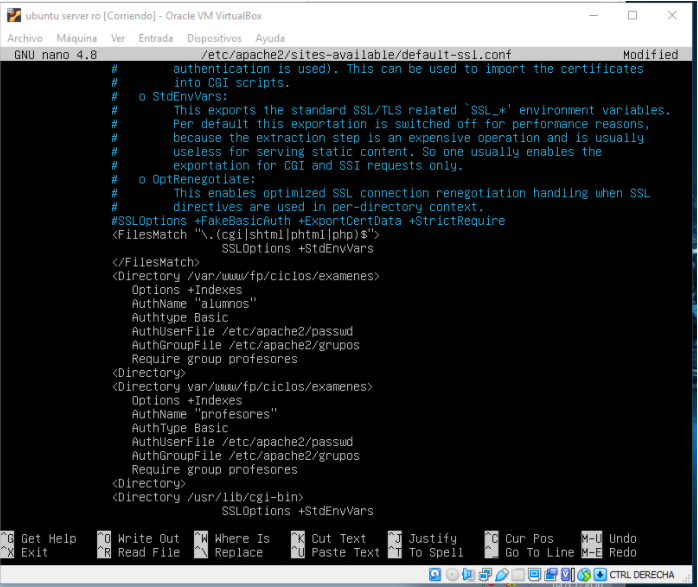 ubuntu server ro [Corriendo] - Oracle VM VirtualBox
Archivo Máquina Ver Entrada Dispositivos Ayuda
GNU nano 4.8 /etc/apache2/sites-available/default-ssl.conf Modified
# authentication is used). This can be used to import the certificates
# into CGI scripts.
# o StdEnvVars:
# This exports the standard SSL/TLS related `SSL_*' environment variables.
# Per default this exportation is switched off for performance reasons,
# because the extraction step is an expensive operation and is usually
# useless for serving static content. So one usually enables the
# exportation for CGI and SSI requests only.
# o OptRenegotiate:
# This enables optimized SSL connection renegotiation handling when SSL
# directives are used in per-directory context.
#SSLOptions +FakeBasicAuth +ExportCertData +StrictRequire
<FilesMatch "\.(cgi|shtml|phtml|php)$">
SSLOptions +StdEnvVars
</FilesMatch>
<Directory /var/www/fp/ciclos/examenes>
Options +Indexes
AuthName "alumnos"
Authtype Basic
AuthUserFile /etc/apache2/passwd
AuthGroupFile /etc/apache2/grupos
Require group profesores
<Directory>
<Directory var/www/fp/ciclos/examenes>
Options +Indexes
AuthName "profesores"
AuthType Basic
AuthUserFile /etc/apache2/passwd
AuthGroupFile /etc/apache2/grupos
Require group profesores
<Directory>
<Directory /usr/lib/cgi-bin>
SSLOptions +StdEnvVars
^G Get Help ^O Write Out ^W Where Is ^K Cut Text ^J Justify ^C Cur Pos M-U Undo
^X Exit ^R Read File ^\ Replace ^U Paste Text ^T To Spell ^_ Go To Line M-E Redo
CTRL DERECHA